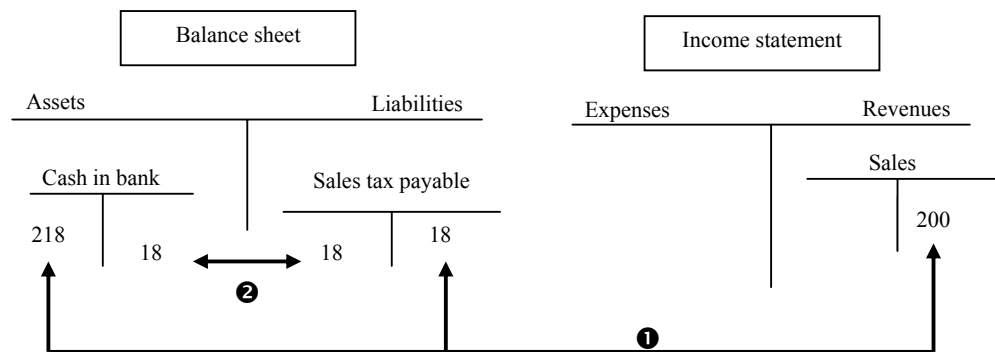 Balance sheet
Income statement
Assets Liabilities
Expenses Revenues
Cash in bank
Sales tax payable
Sales
218 18 18 18
200
❷
❶